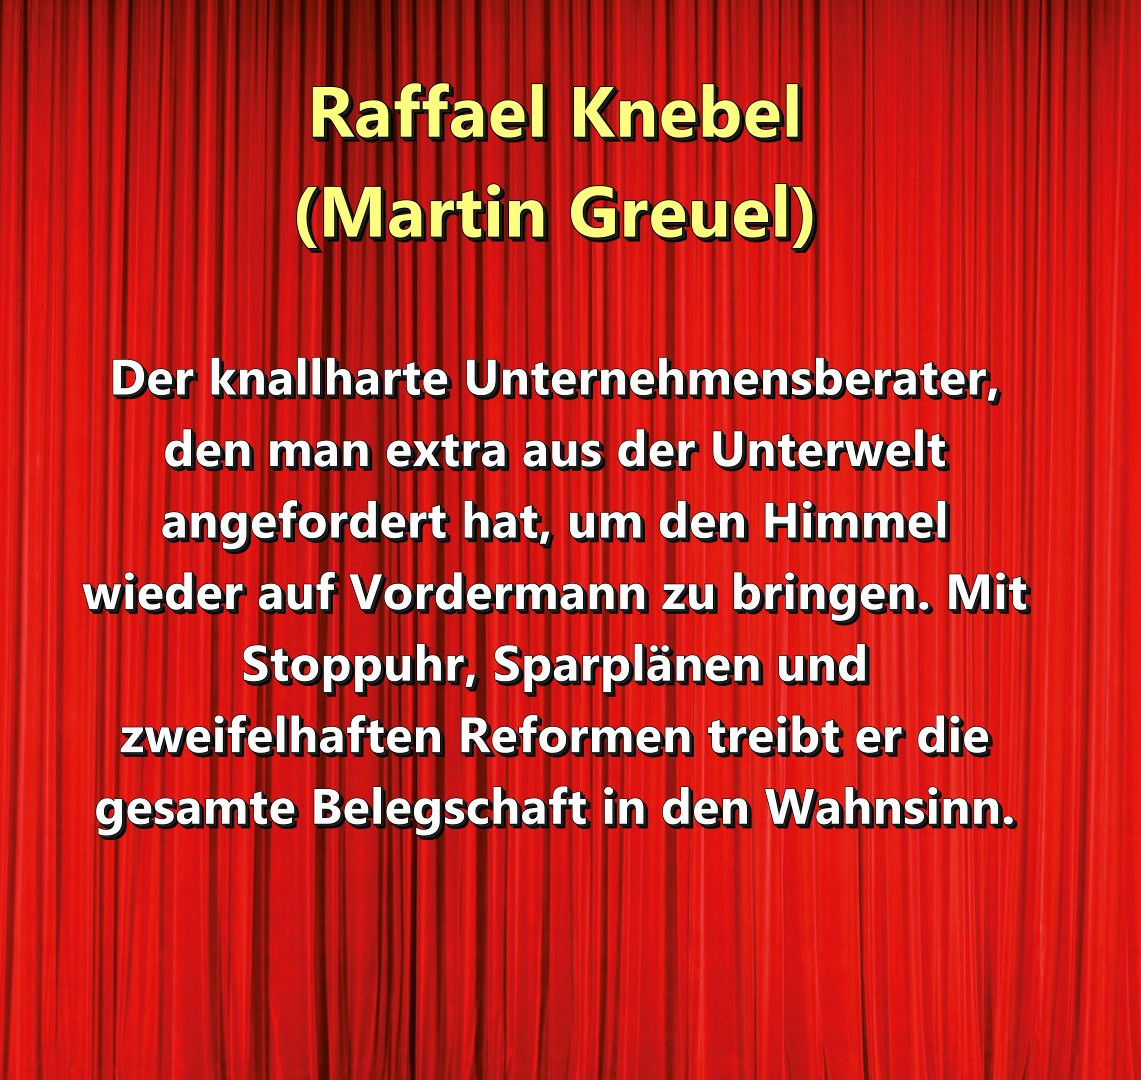 Raffael Knebel
(Martin Greuel)
Der knallharte Unternehmensberater,
den man extra aus der Unterwelt
angefordert hat, um den Himmel
wieder auf Vordermann zu bringen. Mit
Stoppuhr, Sparplänen und
zweifelhaften Reformen treibt er die
gesamte Belegschaft in den Wahnsinn.